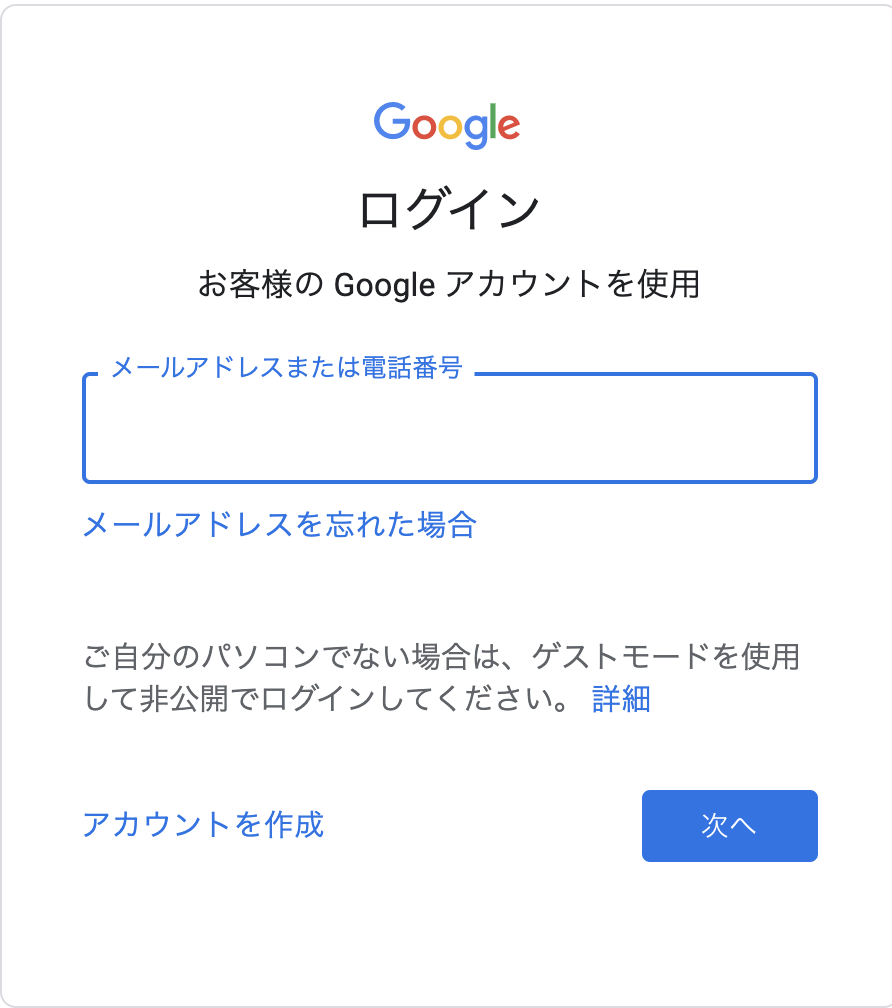 Google
ログイン
お客様の Google アカウントを使用
メールアドレスまたは電話番号
メールアドレスを忘れた場合
ご自分のパソコンでない場合は、ゲストモードを使用
して非公開でログインしてください。 詳細
アカウントを作成
次へ